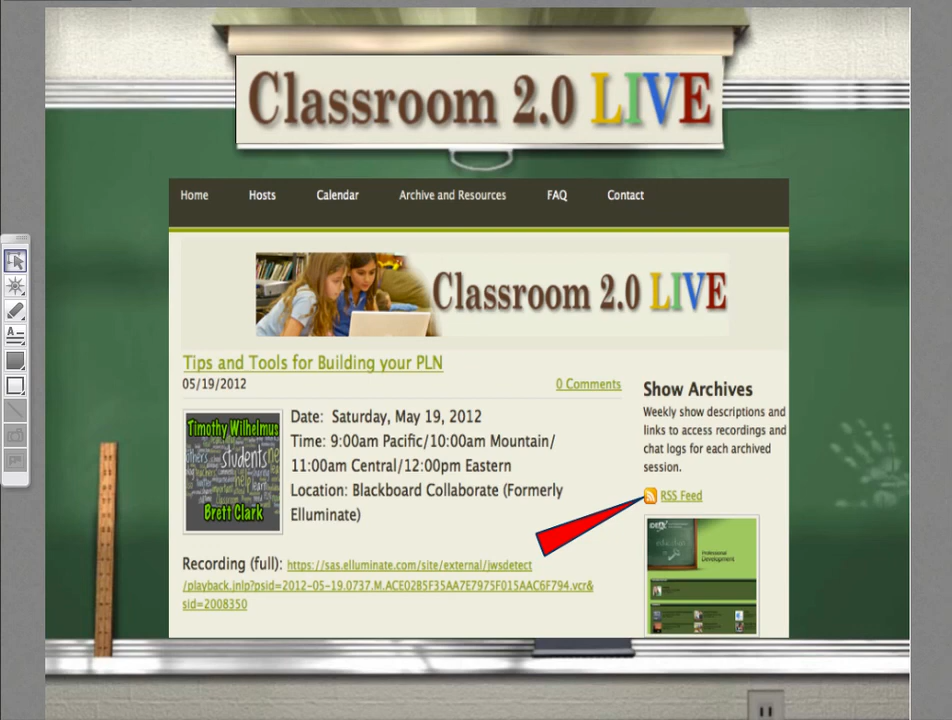 Classroom 2.0 LIVE
Home Hosts Calendar Archive and Resources FAQ Contact
Classroom 2.0 LIVE
Tips and Tools for Building your PLN
05/19/2012
0 Comments
Timothy Wilhelmus
students
Brett Clark
Date: Saturday, May 19, 2012
Time: 9:00am Pacific/10:00am Mountain/
11:00am Central/12:00pm Eastern
Location: Blackboard Collaborate (Formerly
Elluminate)
Recording (full): https://sas.elluminate.com/site/external/jwsdetect
/playback.jnlp?psid=2012-05-19.0737.M.ACE02B5F35AA7E7975F015AAC6F794.vcr&
sid=2008350
Show Archives
Weekly show descriptions and
links to access recordings and
chat logs for each archived
session.
RSS Feed
Professional
Development